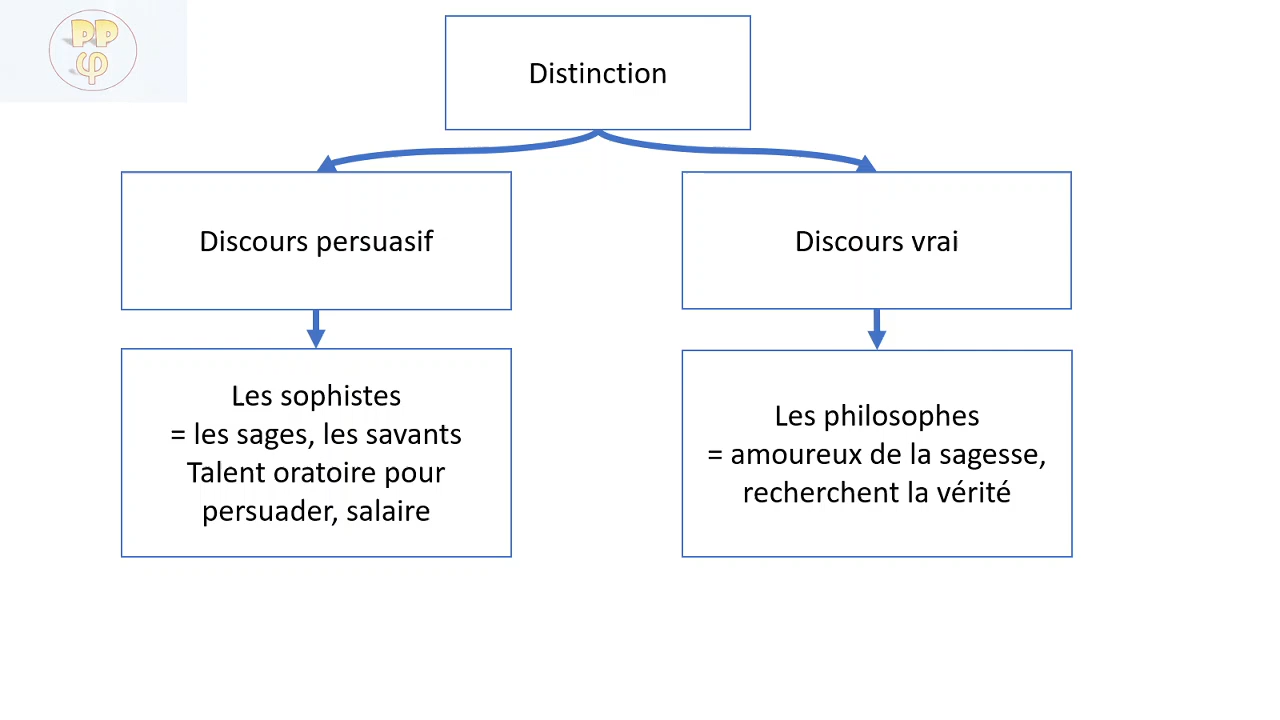 PP
φ
Distinction
Discours persuasif
Discours vrai
Les sophistes
= les sages, les savants
Talent oratoire pour
persuader, salaire
Les philosophes
= amoureux de la sagesse,
recherchent la vérité